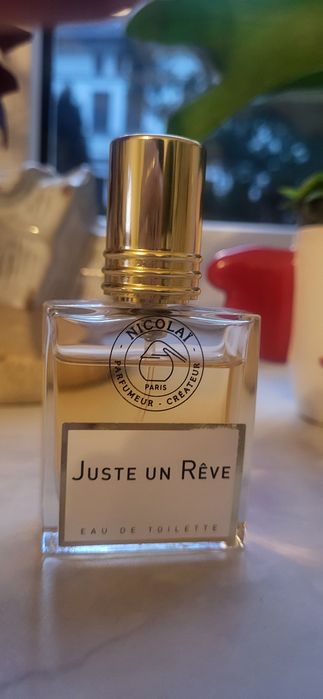 NICOLAÏ
PARIS
PARFUMEUR - CRÉATEUR
JUSTE UN RÊVE
EAU DE TOILETTE